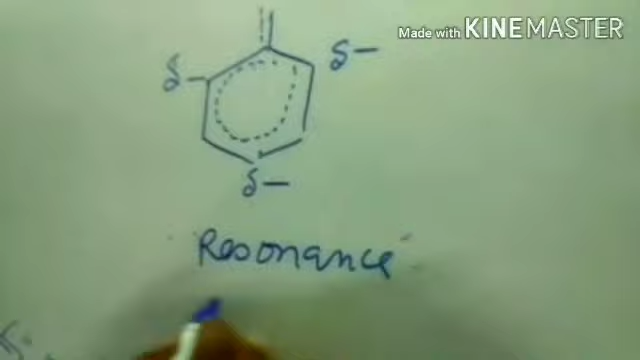 Made with KINEMASTER
δ-
δ-
δ-
Resonance